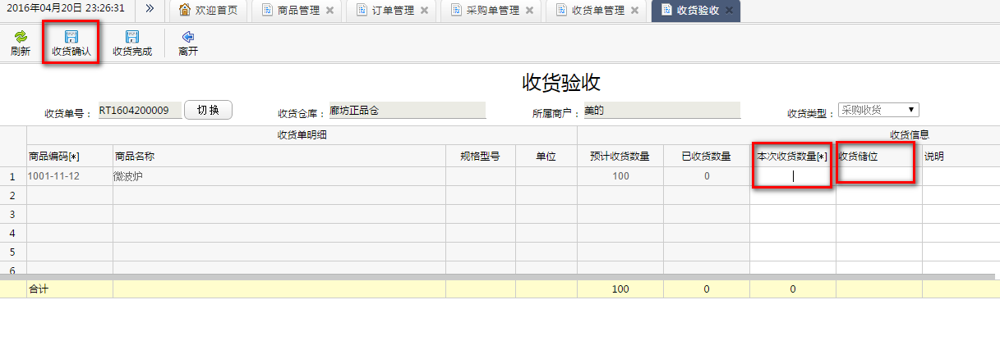 2016年04月20日 23:26:31 » 欢迎首页 商品管理 订单管理 采购单管理 收货单管理 收货验收
刷新 收货确认 收货完成 离开
收货验收
收货单号： RT1604200009 切 换 收货仓库： 廊坊正品仓 所属商户： 美的 收货类型： 采购收货
收货单明细 收货信息
商品编码[*] 商品名称 规格型号 单位 预计收货数量 已收货数量 本次收货数量[*] 收货储位 说明
1 1001-11-12 微波炉 100 0
2
3
4
5
6
合计 100 0 0